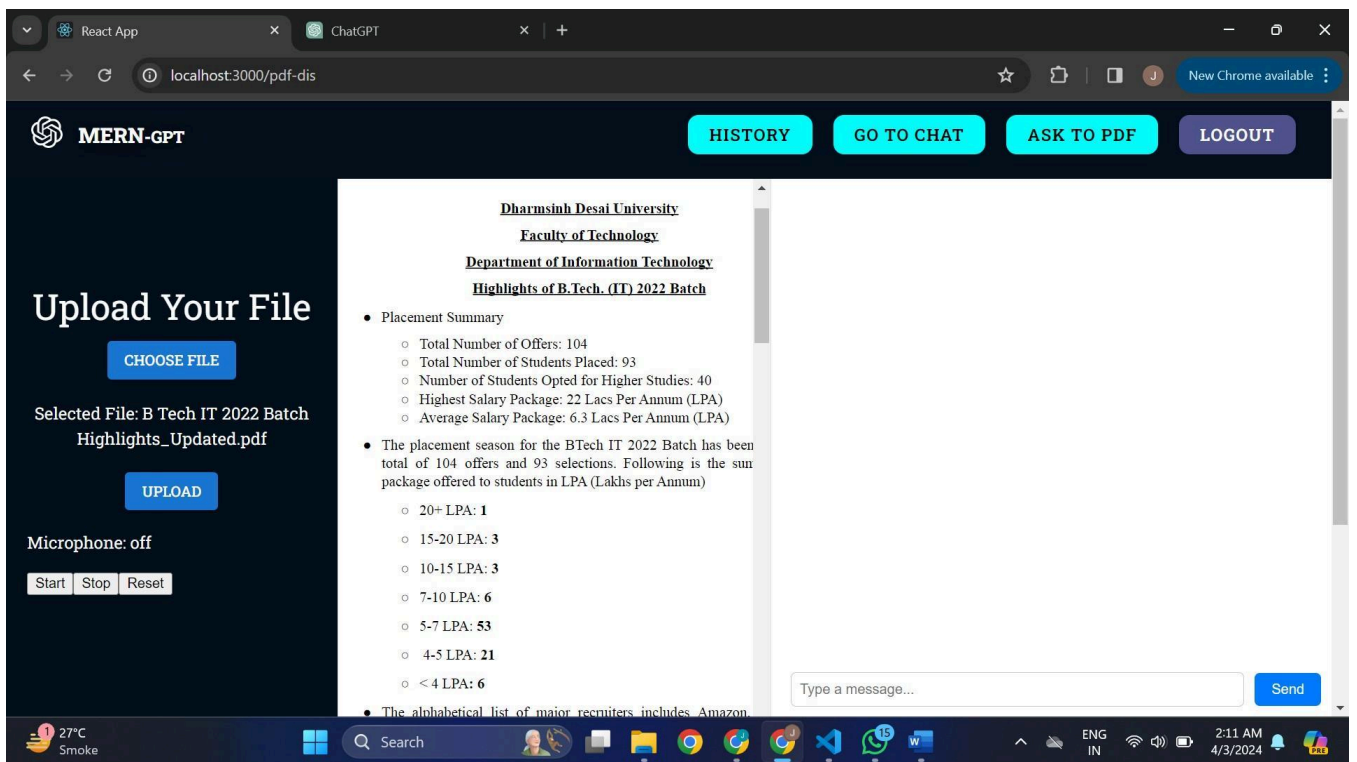 React App
ChatGPT
localhost:3000/pdf-dis
J
New Chrome available
MERN-GPT
HISTORY
GO TO CHAT
ASK TO PDF
LOGOUT
Upload Your File
CHOOSE FILE
Selected File: B Tech IT 2022 Batch
Highlights_Updated.pdf
UPLOAD
Microphone: off
Start Stop Reset
Dharmsinh Desai University
Faculty of Technology
Department of Information Technology
Highlights of B.Tech. (IT) 2022 Batch
● Placement Summary
○ Total Number of Offers: 104
○ Total Number of Students Placed: 93
○ Number of Students Opted for Higher Studies: 40
○ Highest Salary Package: 22 Lacs Per Annum (LPA)
○ Average Salary Package: 6.3 Lacs Per Annum (LPA)
● The placement season for the BTech IT 2022 Batch has been
total of 104 offers and 93 selections. Following is the sum
package offered to students in LPA (Lakhs per Annum)
○ 20+ LPA: 1
○ 15-20 LPA: 3
○ 10-15 LPA: 3
○ 7-10 LPA: 6
○ 5-7 LPA: 53
○ 4-5 LPA: 21
○ < 4 LPA: 6
● The alphabetical list of major recruiters includes Amazon,
Type a message...
Send
1
27°C
Smoke
Search
15
W
ENG
IN
2:11 AM
4/3/2024
PRE